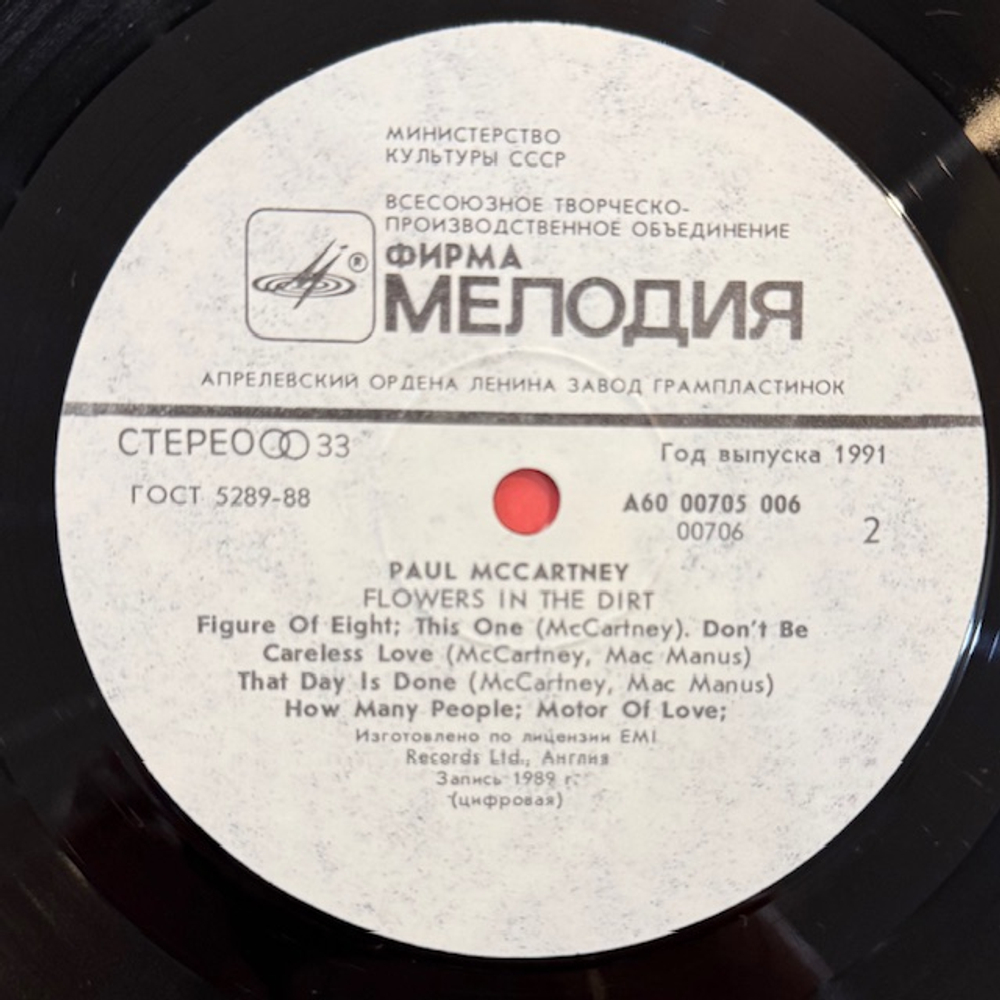 МИНИСТЕРСТВО
КУЛЬТУРЫ СССР
ВСЕСОЮЗНОЕ ТВОРЧЕСКО-
ПРОИЗВОДСТВЕННОЕ ОБЪЕДИНЕНИЕ
ФИРМА
®
МЕЛОДИЯ
АПРЕЛЕВСКИЙ ОРДЕНА ЛЕНИНА ЗАВОД ГРАМПЛАСТИНОК
СТЕРЕО 33
Год выпуска 1991
ГОСТ 5289-88
А60 00705 006
00706
2
PAUL MCCARTNEY
FLOWERS IN THE DIRT
Figure Of Eight; This One (McCartney). Don't Be
Careless Love (McCartney, Mac Manus)
That Day Is Done (McCartney, Mac Manus)
How Many People; Motor Of Love;
Изготовлено по лицензии EMI
Records Ltd., Англия
Запись 1989 г.
(цифровая)